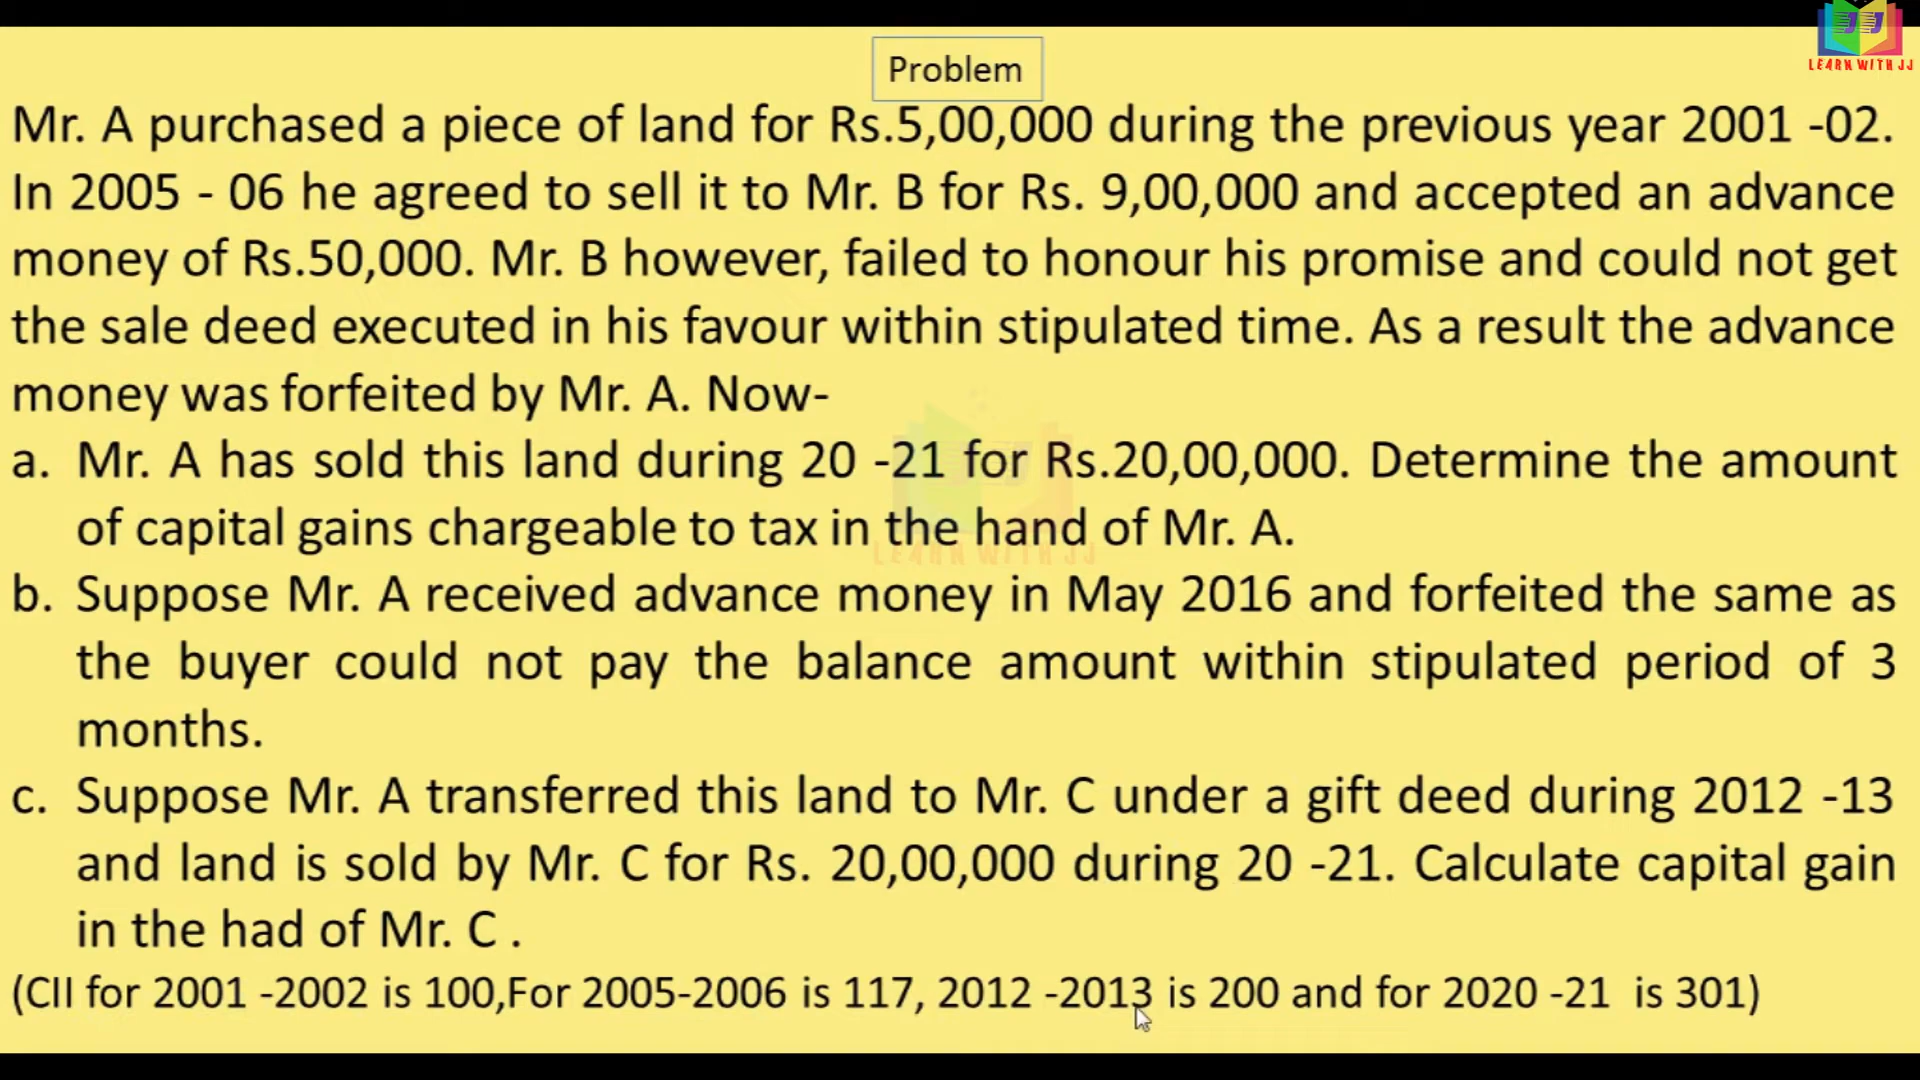 LEARN WITH JJ
Problem
Mr. A purchased a piece of land for Rs.5,00,000 during the previous year 2001 -02.
In 2005 - 06 he agreed to sell it to Mr. B for Rs. 9,00,000 and accepted an advance
money of Rs.50,000. Mr. B however, failed to honour his promise and could not get
the sale deed executed in his favour within stipulated time. As a result the advance
money was forfeited by Mr. A. Now-
a. Mr. A has sold this land during 20 -21 for Rs.20,00,000. Determine the amount
of capital gains chargeable to tax in the hand of Mr. A.
LEARN WITH JJ
b. Suppose Mr. A received advance money in May 2016 and forfeited the same as
the buyer could not pay the balance amount within stipulated period of 3
months.
c. Suppose Mr. A transferred this land to Mr. C under a gift deed during 2012 -13
and land is sold by Mr. C for Rs. 20,00,000 during 20 -21. Calculate capital gain
in the had of Mr. C .
(CII for 2001 -2002 is 100,For 2005-2006 is 117, 2012 -2013 is 200 and for 2020 -21 is 301)